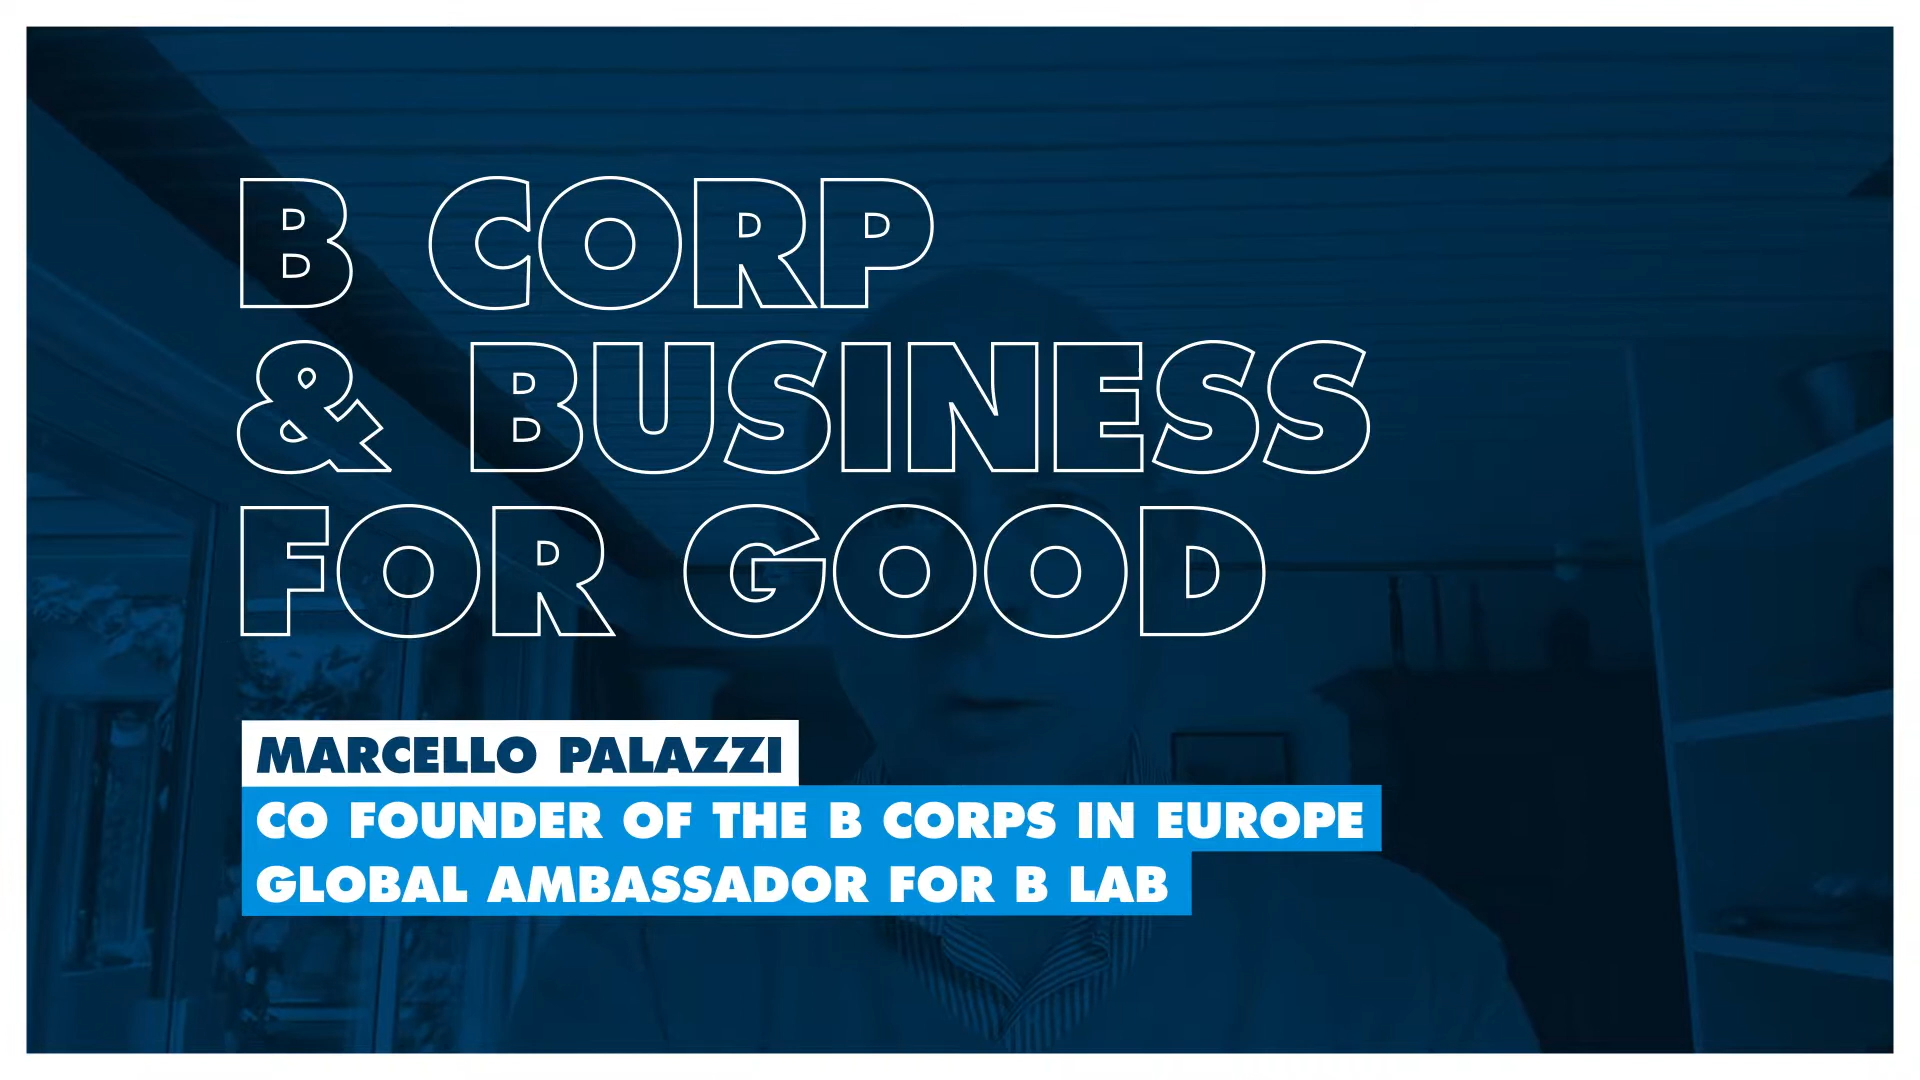 B CORP
& BUSINESS
FOR GOOD
MARCELLO PALAZZI
CO FOUNDER OF THE B CORPS IN EUROPE
GLOBAL AMBASSADOR FOR B LAB